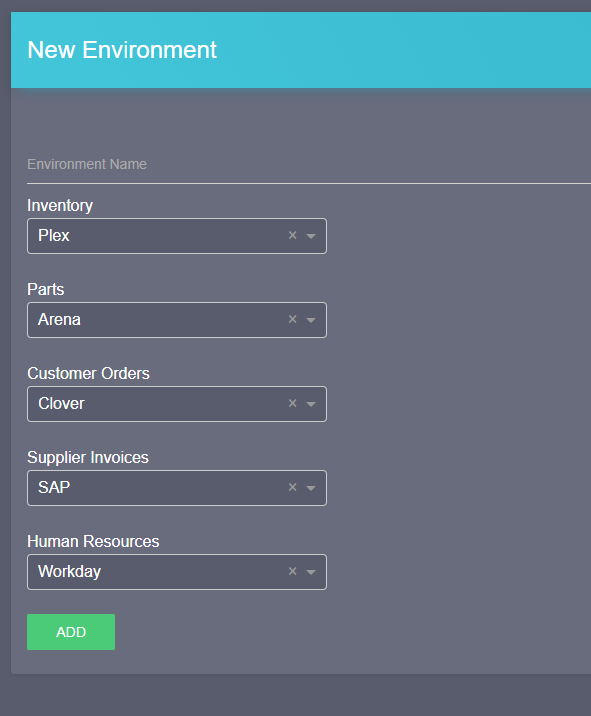 New Environment
Environment Name
Inventory
Plex
Parts
Arena
Customer Orders
Clover
Supplier Invoices
SAP
Human Resources
Workday
ADD